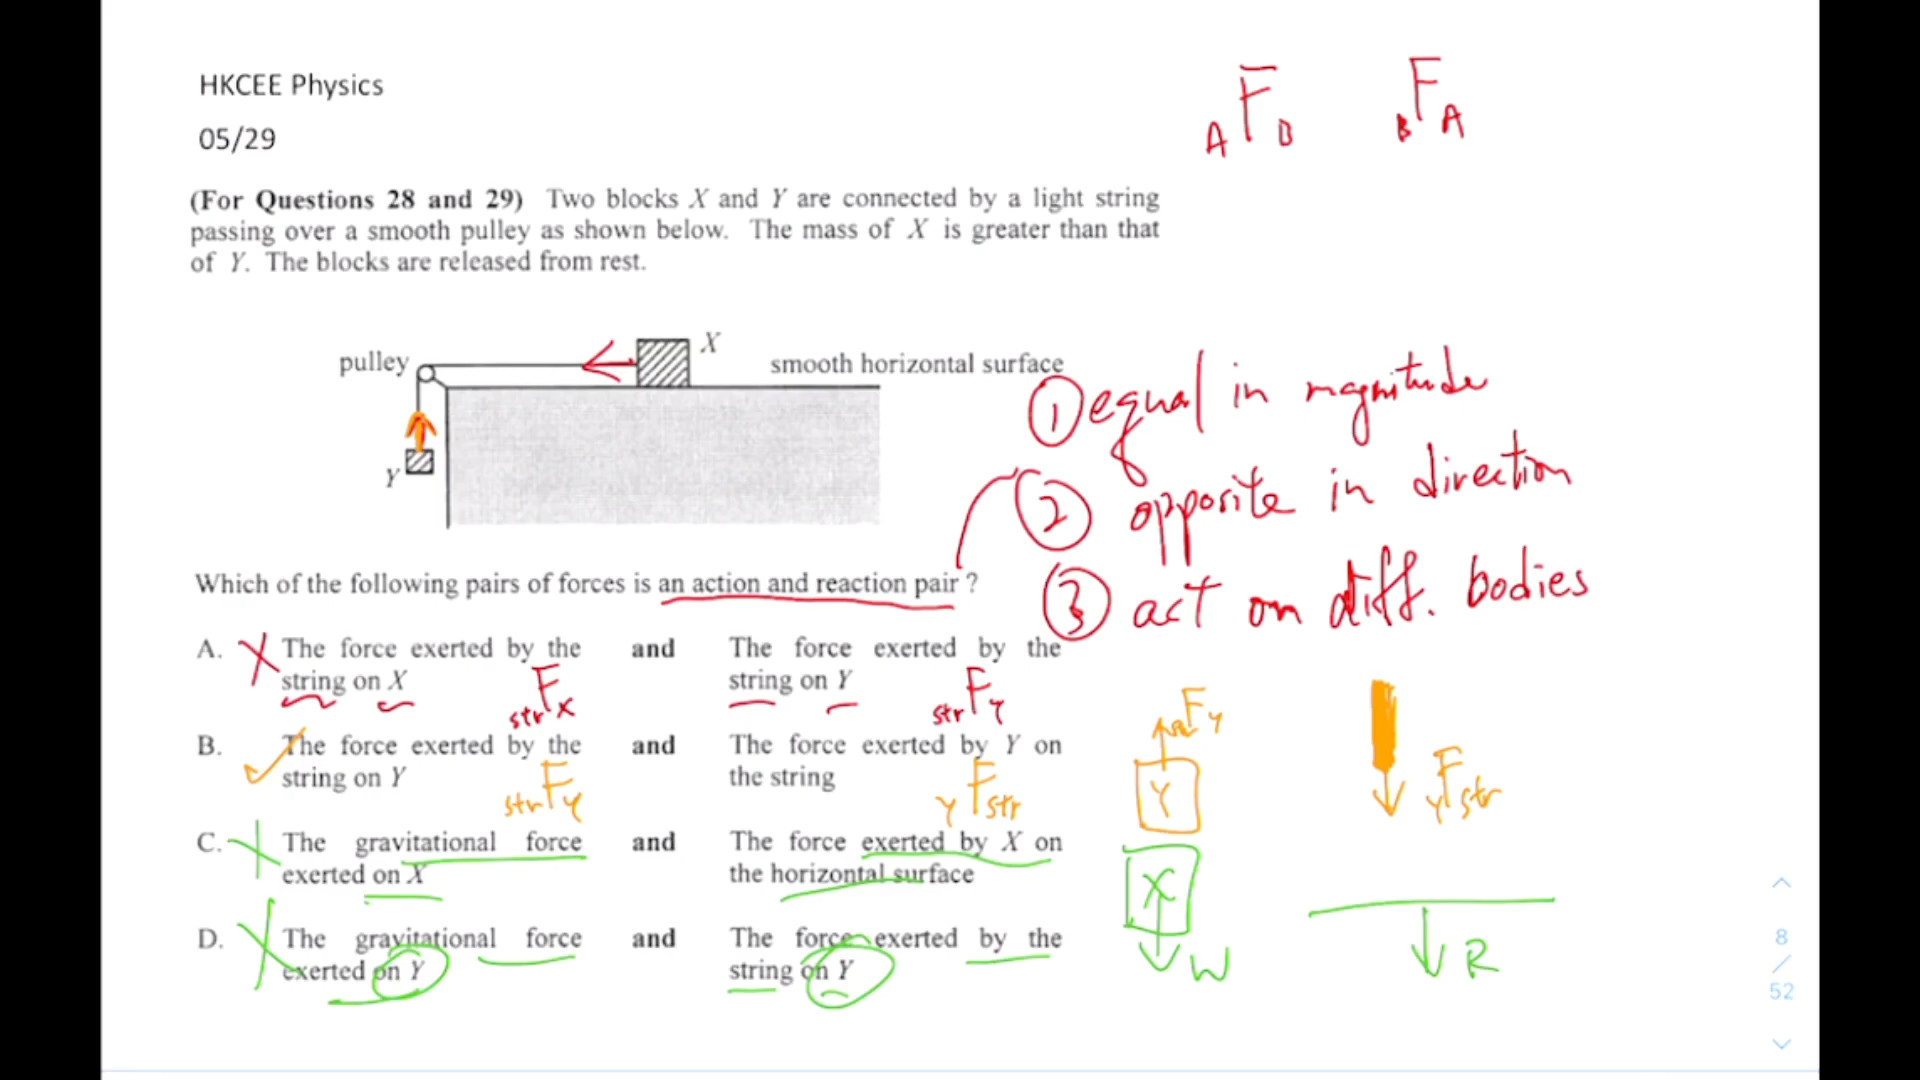 HKCEE Physics
05/29
A F B B F A
(For Questions 28 and 29) Two blocks X and Y are connected by a light string
passing over a smooth pulley as shown below. The mass of X is greater than that
of Y. The blocks are released from rest.
pulley
X
smooth horizontal surface
Y
① equal in magnitude
② opposite in direction
③ act on diff. bodies
Which of the following pairs of forces is an action and reaction pair ?
A. The force exerted by the and The force exerted by the
string on X string on Y
str F X str F Y
B. The force exerted by the and The force exerted by Y on
string on Y the string
str F Y Y F str
F Y
Y
Y F str
C. The gravitational force and The force exerted by X on
exerted on X the horizontal surface
X
W
R
D. The gravitational force and The force exerted by the
exerted on Y string on Y
8
/
52